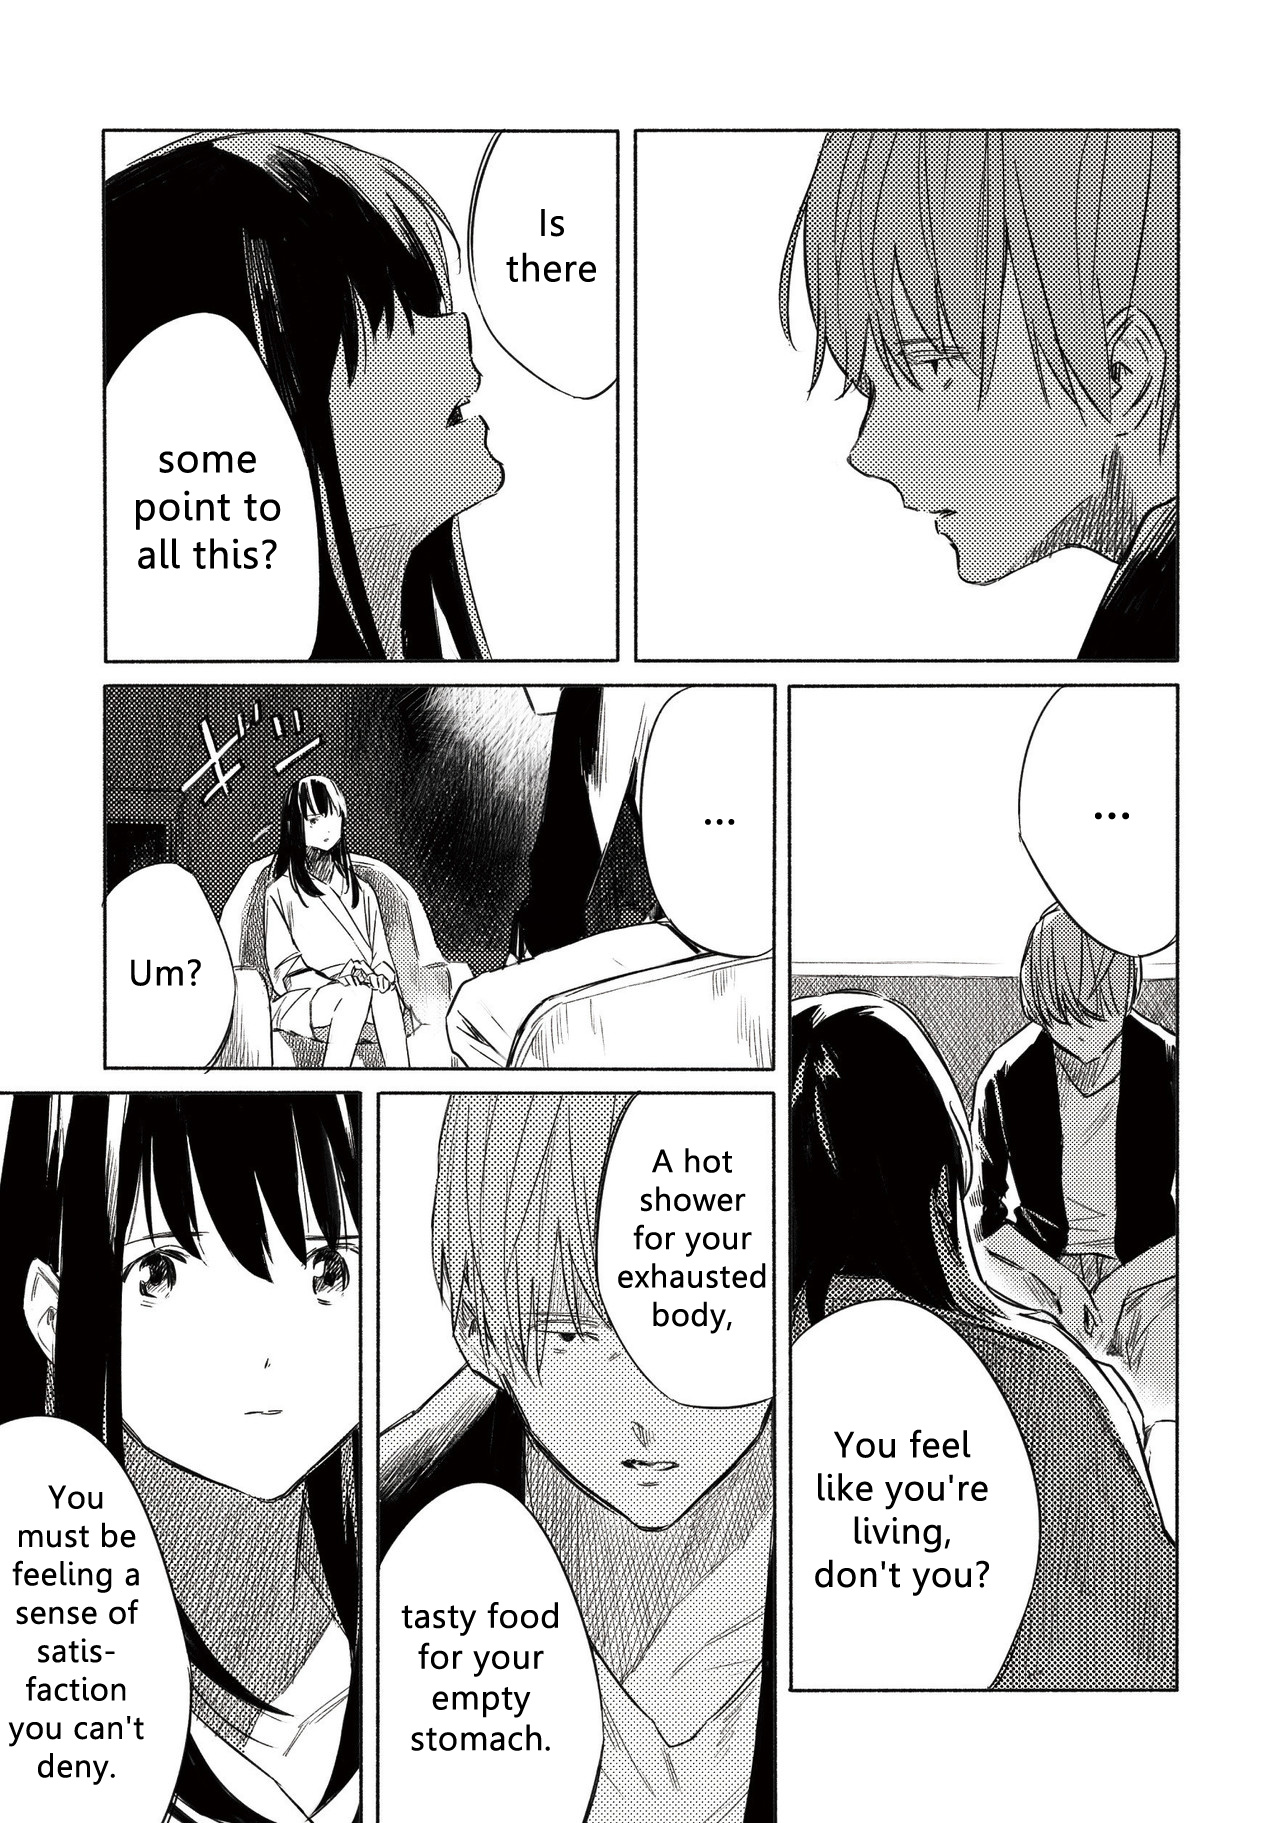 Is
there
some
point to
all this?
...
You feel
like you're
living,
don't you?
...
ギッ
Um?
A hot
shower
for your
exhausted
body,
tasty food
for your
empty
stomach.
You
must be
feeling a
sense of
satis-
faction
you can't
deny.